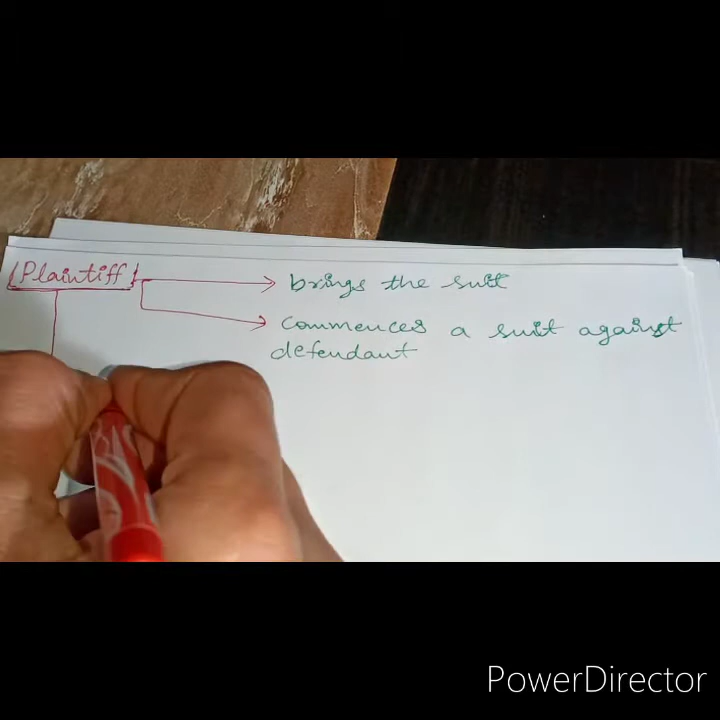 {Plaintiff} brings the suit
commences a suit against
defendant
PowerDirector